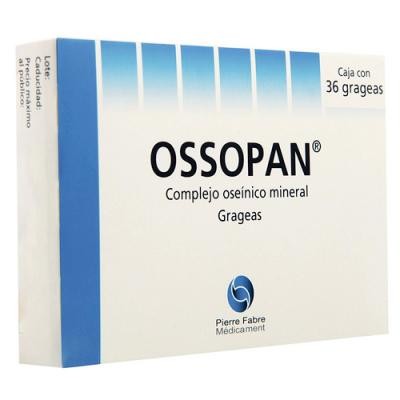 Lote:
Caducidad:
Precio máximo
al público:
Caja con
36 grageas
OSSOPAN®
Complejo oseínico mineral
Grageas
Pierre Fabre
Médicament